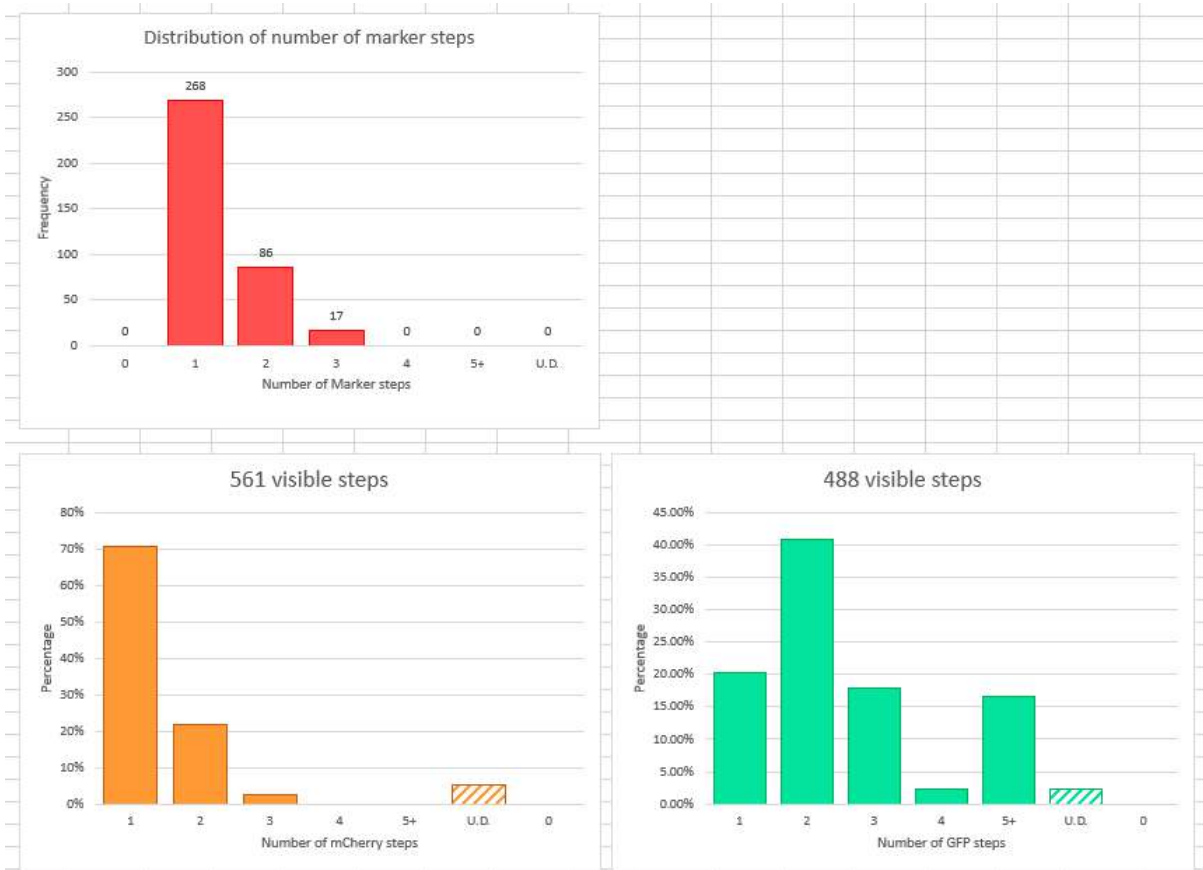 Distribution of number of marker steps
300
250
200
150
100
50
0
Frequency
0
268
86
17
0
0
0
0 1 2 3 4 5+ U.D.
Number of Marker steps
561 visible steps
80%
70%
60%
50%
40%
30%
20%
10%
0%
Percentage
1 2 3 4 5+ U.D. 0
Number of mCherry steps
488 visible steps
45.00%
40.00%
35.00%
30.00%
25.00%
20.00%
15.00%
10.00%
5.00%
0.00%
Percentage
1 2 3 4 5+ U.D. 0
Number of GFP steps